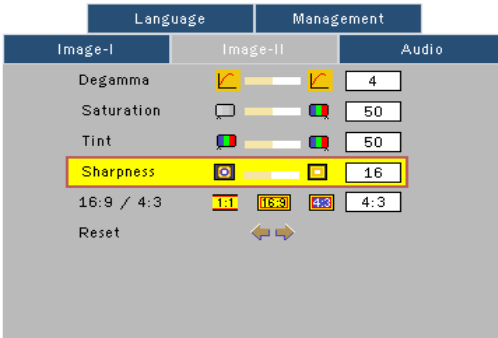 Language Management
Image-I Image-II Audio
Degamma 4
Saturation 50
Tint 50
Sharpness 16
16:9 / 4:3 1:1 16:9 4:3 4:3
Reset